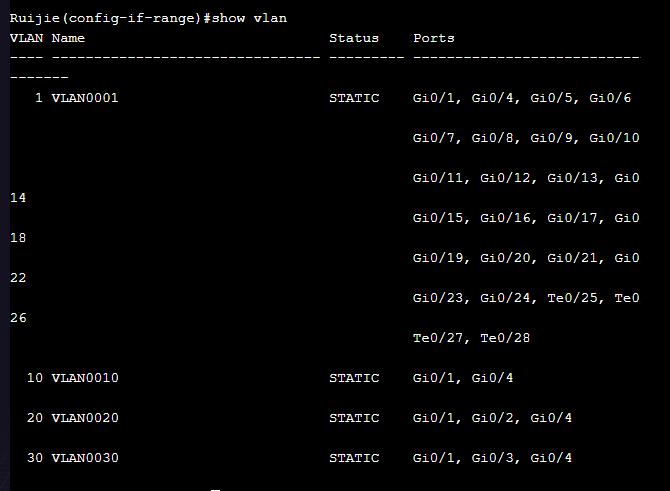 Ruijie(config-if-range)#show vlan
VLAN Name                             Status    Ports
---- -------------------------------- --------- ---------------------------
-------
   1 VLAN0001                         STATIC    Gi0/1, Gi0/4, Gi0/5, Gi0/6
                                                Gi0/7, Gi0/8, Gi0/9, Gi0/10
                                                Gi0/11, Gi0/12, Gi0/13, Gi0
14
                                                Gi0/15, Gi0/16, Gi0/17, Gi0
18
                                                Gi0/19, Gi0/20, Gi0/21, Gi0
22
                                                Gi0/23, Gi0/24, Te0/25, Te0
26
                                                Te0/27, Te0/28
  10 VLAN0010                         STATIC    Gi0/1, Gi0/4
  20 VLAN0020                         STATIC    Gi0/1, Gi0/2, Gi0/4
  30 VLAN0030                         STATIC    Gi0/1, Gi0/3, Gi0/4